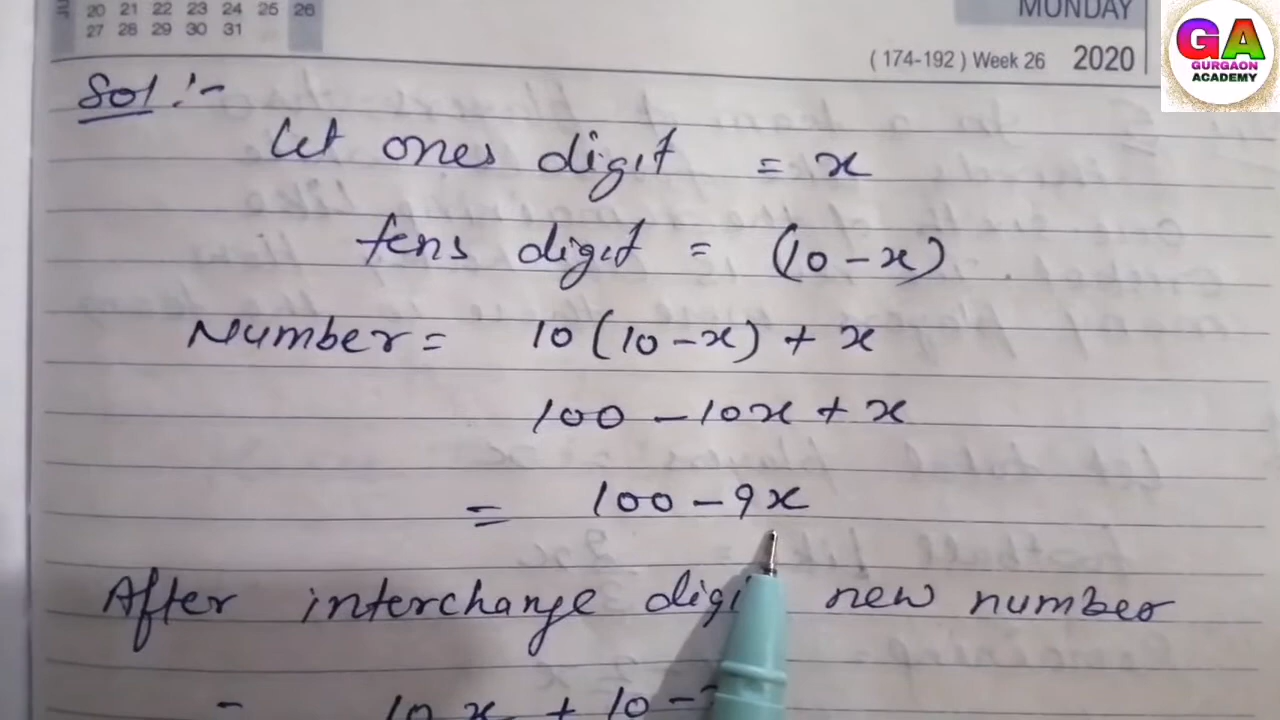 20 21 22 23 24 25 26
27 28 29 30 31
MONDAY
(174-192) Week 26 2020
GA
GURGAON
ACADEMY
Sol :-
Let ones digit = x
tens digit = (10 - x)
Number = 10 (10 - x) + x
100 - 10x + x
= 100 - 9x
After interchange new number
= 10x + 10 -